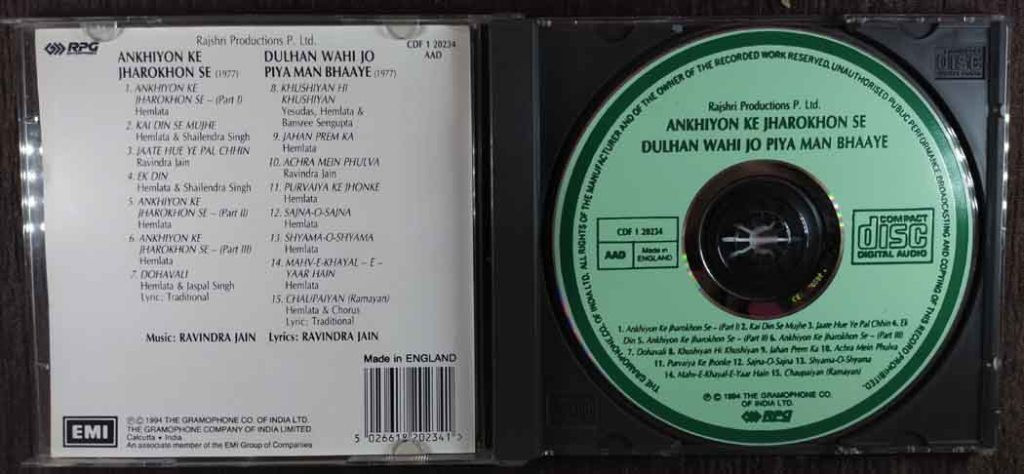 RPG
Rajshri Productions P. Ltd.
CDF 1 20234
AAD
ANKHIYON KE
JHAROKHON SE (1977)
1. ANKHIYON KE
JHAROKHON SE – (Part I)
Hemlata
2. KAI DIN SE MUJHE
Hemlata & Shailendra Singh
3. JAATE HUE YE PAL CHHIN
Ravindra Jain
4. EK DIN
Hemlata & Shailendra Singh
5. ANKHIYON KE
JHAROKHON SE – (Part II)
Hemlata
6. ANKHIYON KE
JHAROKHON SE – (Part III)
Hemlata
7. DOHAVALI
Hemlata & Jaspal Singh
Lyric: Traditional
DULHAN WAHI JO
PIYA MAN BHAAYE (1977)
8. KHUSHIYAN HI
KHUSHIYAN
Yesudas, Hemlata &
Bansree Sengupta
9. JAHAN PREM KA
Hemlata
10. ACHRA MEIN PHULVA
Ravindra Jain
11. PURVAIYA KE JHONKE
Hemlata
12. SAJNA-O-SAJNA
Hemlata
13. SHYAMA-O-SHYAMA
Hemlata
14. MAHV-E-KHAYAL – E –
YAAR HAIN
Hemlata
15. CHAUPAIYAN (Ramayan)
Hemlata & Chorus
Lyric: Traditional
Music: RAVINDRA JAIN Lyrics: RAVINDRA JAIN
Made in ENGLAND
EMI
℗© 1994 THE GRAMOPHONE CO. OF INDIA LTD.
THE GRAMOPHONE COMPANY OF INDIA LIMITED
Calcutta • India
An associate member of the EMI Group of Companies
5 026618 202341
ALL RIGHTS OF THE MANUFACTURER AND OF THE OWNER OF THE RECORDED WORK RESERVED. UNAUTHORISED PUBLIC PERFORMANCE BROADCASTING AND COPYING OF THIS RECORD PROHIBITED.
THE GRAMOPHONE CO. OF INDIA LTD.
Rajshri Productions P. Ltd.
ANKHIYON KE JHAROKHON SE
DULHAN WAHI JO PIYA MAN BHAAYE
CDF 1 20234
AAD
Made in
ENGLAND
COMPACT
disc
DIGITAL AUDIO
1. Ankhiyon Ke Jharokhon Se – (Part I) 2. Kai Din Se Mujhe 3. Jaate Hue Ye Pal Chhin 4. Ek
Din 5. Ankhiyon Ke Jharokhon Se – (Part II) 6. Ankhiyon Ke Jharokhon Se – (Part III)
7. Dohavali 8. Khushiyan Hi Khushiyan 9. Jahan Prem Ka 10. Achra Mein Phulva
11. Purvaiya Ke Jhonke 12. Sajna-O-Sajna 13. Shyama-O-Shyama
14. Mahv-E-Khayal-E-Yaar Hain 15. Chaupaiyan (Ramayan)
℗© 1994 THE GRAMOPHONE CO. OF
INDIA LTD.
RPG
disc